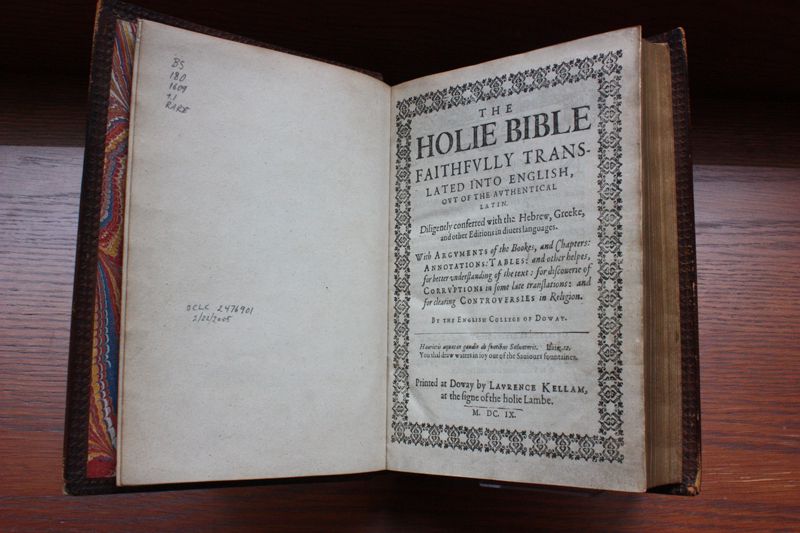 BS
180
1609
v.1
RARE
OCLC 2476901
2/22/2005
THE
HOLIE BIBLE
FAITHFVLLY TRANS-
LATED INTO ENGLISH,
OVT OF THE AVTHENTICAL
LATIN.
Diligently conferred with the Hebrew, Greeke,
and other Editions in diuers languages.
With ARGVMENTS of the Bookes, and Chapters:
ANNOTATIONS: TABLES: and other helpes,
for better vnderstanding of the text: for discouerie of
CORRVPTIONS in some late translations: and
for clearing CONTROVERSIES in Religion.
BY THE ENGLISH COLLEGE OF DOWAY.
Haurietis aquas in gaudio de fontibus Saluatoris. Isaiæ. 12.
You shal draw waters in ioy out of the Sauiours fountaines.
Printed at Doway by LAVRENCE KELLAM,
at the signe of the holie Lambe.
M. DC. IX.